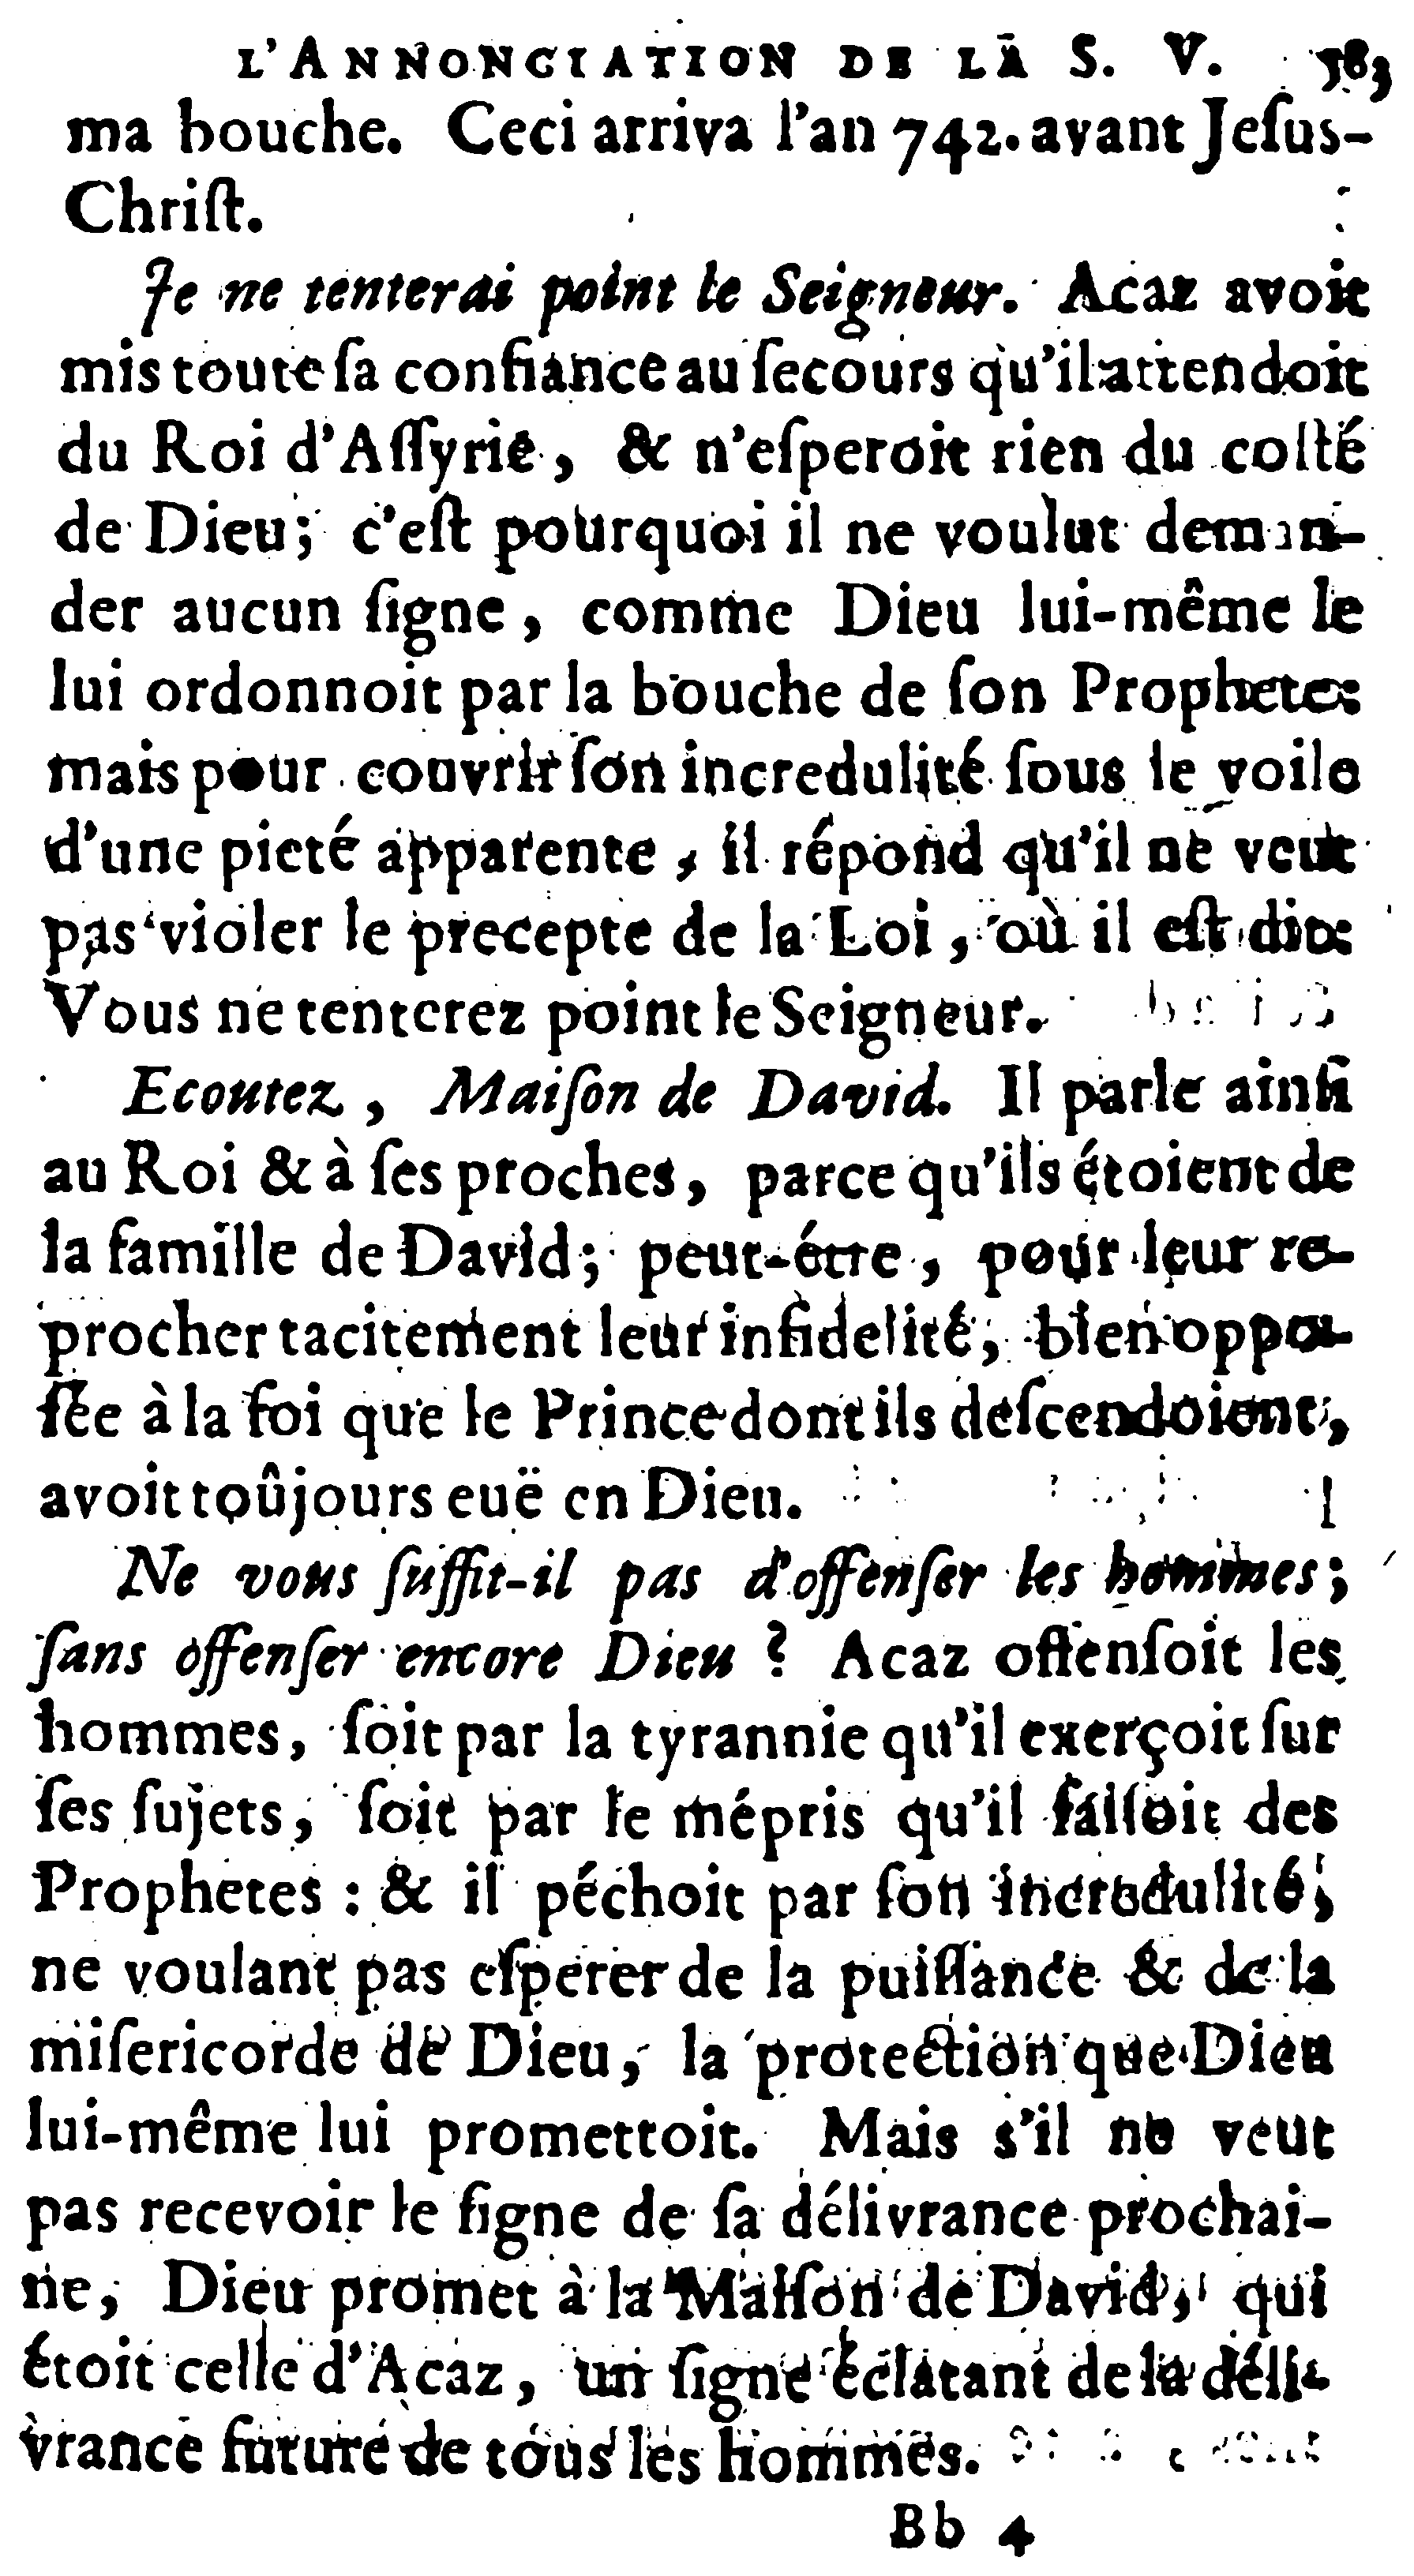 L'ANNONCIATION DE LA S. V. 383
ma bouche. Ceci arriva l'an 742. avant Jeſus-
Chriſt.
Je ne tenterai point le Seigneur. Acaz avoit
mis toute ſa confiance au ſecours qu'il attendoit
du Roi d'Aſſyrie, & n'eſperoit rien du coſté
de Dieu; c'eſt pourquoi il ne voulut deman-
der aucun ſigne, comme Dieu lui-même le
lui ordonnoit par la bouche de ſon Prophete:
mais pour couvrir ſon incredulité ſous le voile
d'une pieté apparente, il répond qu'il ne veut
pas violer le precepte de la Loi, où il eſt dit:
Vous ne tenterez point le Seigneur.
Ecoutez, Maiſon de David. Il parle ainſi
au Roi & à ſes proches, parce qu'ils étoient de
la famille de David; peut-étre, pour leur re-
procher tacitement leur infidelité, bien oppo-
ſée à la foi que le Prince dont ils deſcendoient,
avoit toûjours euë en Dieu.
Ne vous ſuffit-il pas d'offenſer les hommes;
ſans offenſer encore Dieu ? Acaz offenſoit les
hommes, ſoit par la tyrannie qu'il exerçoit ſur
ſes ſujets, ſoit par le mépris qu'il faiſoit des
Prophetes : & il péchoit par ſon incredulité,
ne voulant pas eſperer de la puiſſance & de la
miſericorde de Dieu, la protection que Dieu
lui-même lui promettoit. Mais s'il ne veut
pas recevoir le ſigne de ſa délivrance prochai-
ne, Dieu promet à la Maiſon de David, qui
étoit celle d'Acaz, un ſigne éclatant de la déli-
vrance future de tous les hommes.
Bb 4